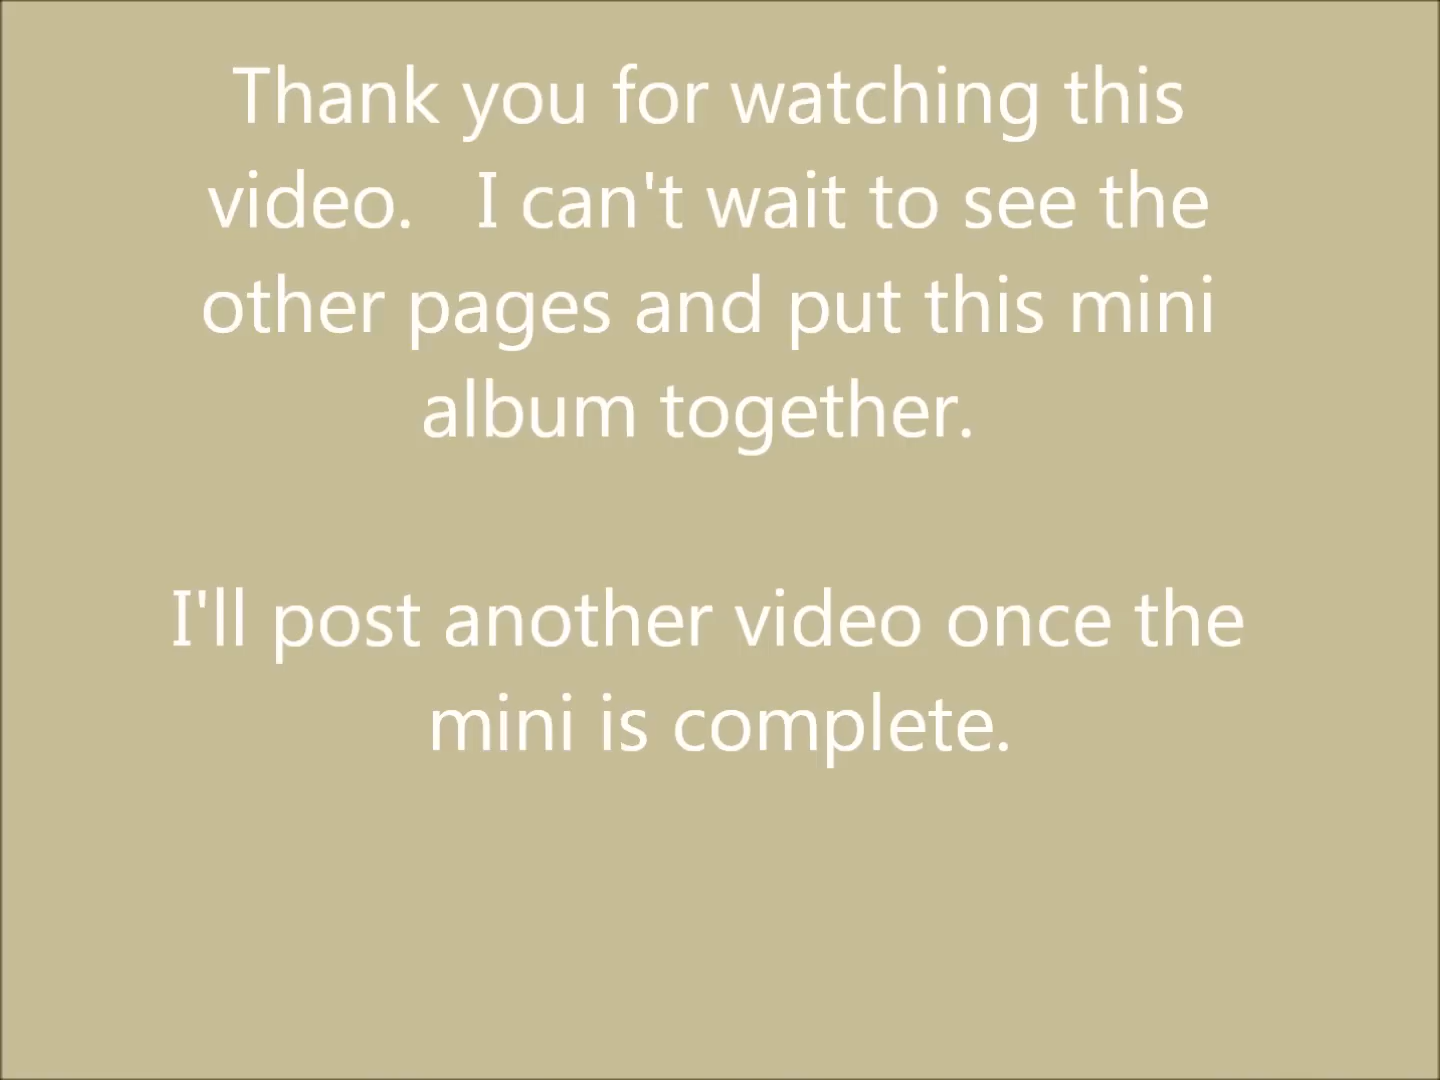 Thank you for watching this
video.   I can't wait to see the
other pages and put this mini
album together.
I'll post another video once the
mini is complete.